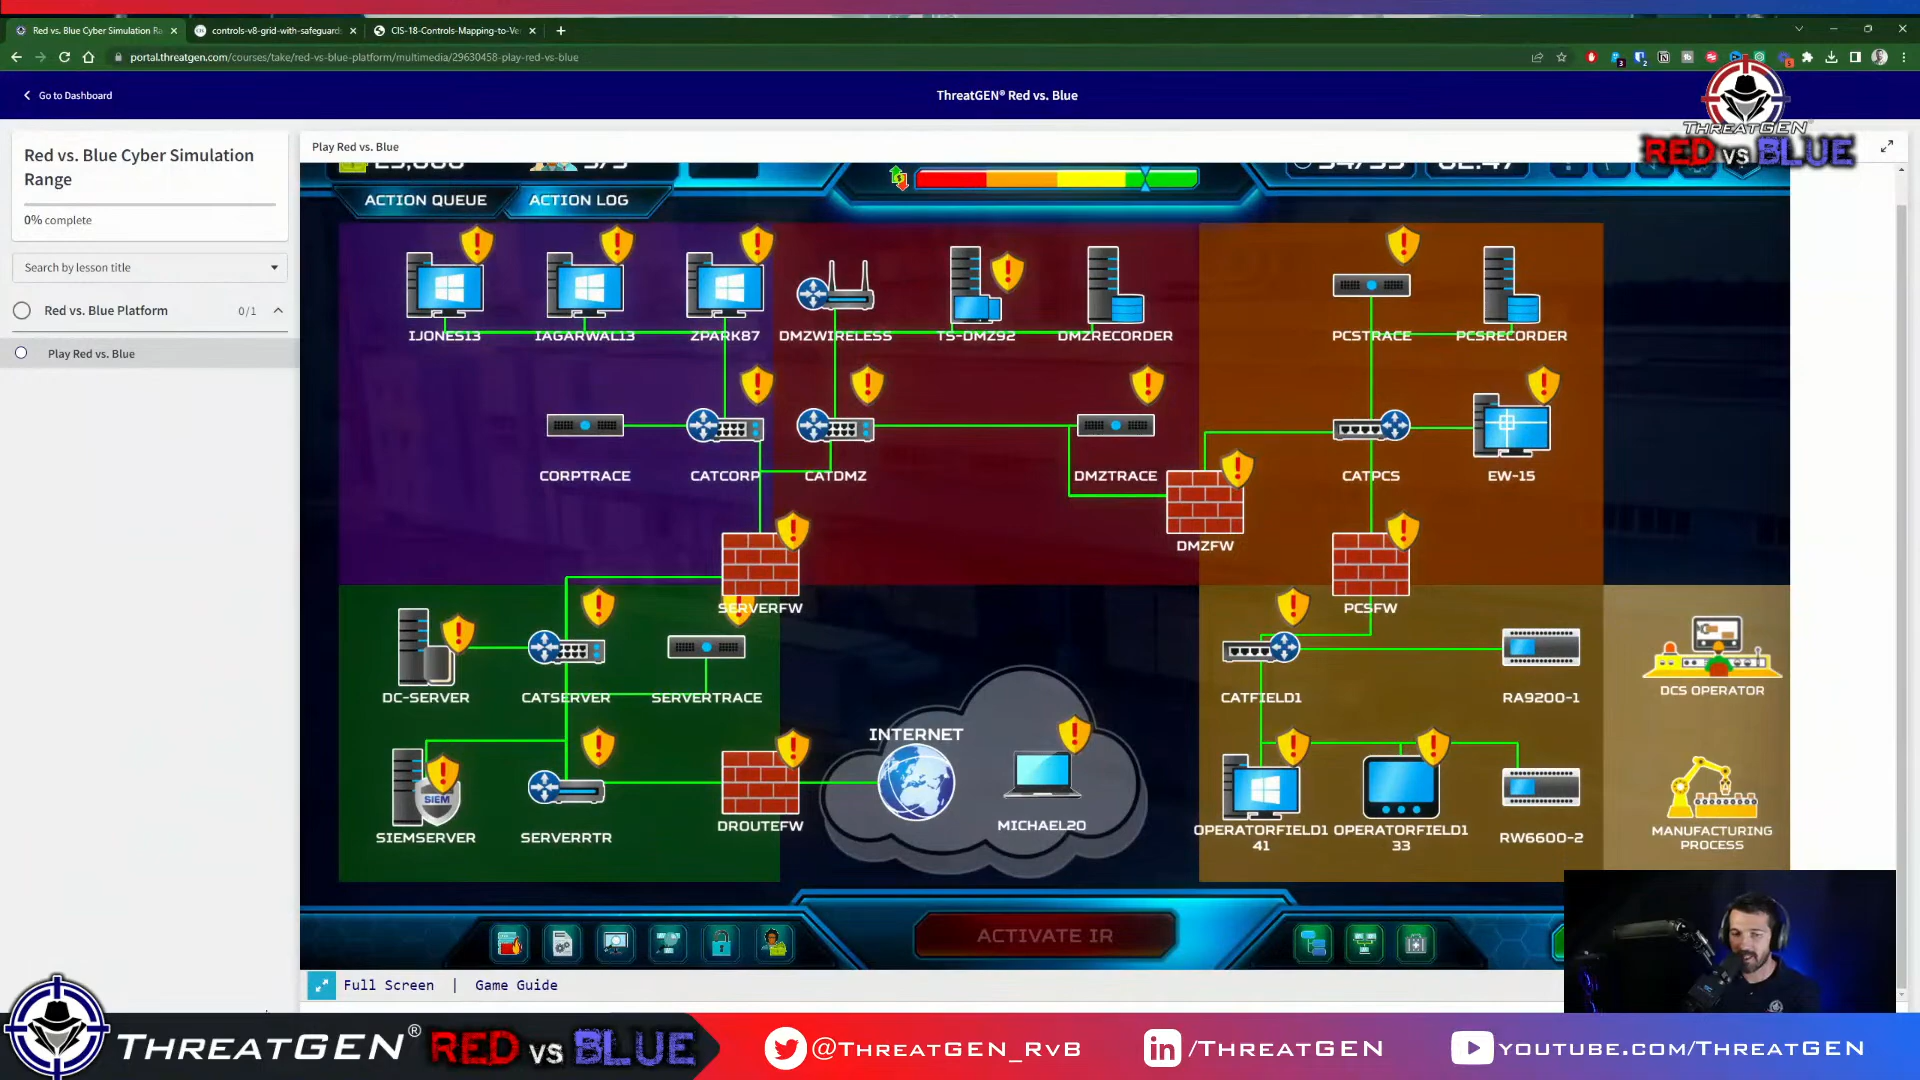 Red vs. Blue Cyber Simulation Ra
controls-v8-grid-with-safeguards
CIS-18-Controls-Mapping-to-Ve
portal.threatgen.com/courses/take/red-vs-blue-platform/multimedia/29630458-play-red-vs-blue
Go to Dashboard
ThreatGEN® Red vs. Blue
THREATGEN
RED vs BLUE
Red vs. Blue Cyber Simulation
Range
0% complete
Search by lesson title
Red vs. Blue Platform 0/1
Play Red vs. Blue
Play Red vs. Blue
ACTION QUEUE
ACTION LOG
IJONES13
IAGARWAL13
ZPARK87
DMZWIRELESS
TS-DMZ92
DMZRECORDER
PCSTRACE
PCSRECORDER
CORPTRACE
CATCORP
CATDMZ
DMZTRACE
CATPCS
EW-15
DMZFW
SERVERFW
PCSFW
DC-SERVER
CATSERVER
SERVERTRACE
CATFIELD1
RA9200-1
DCS OPERATOR
INTERNET
SIEM
SIEMSERVER
SERVERRTR
DROUTEFW
MICHAEL20
OPERATORFIELD1
41
OPERATORFIELD1
33
RW6600-2
MANUFACTURING
PROCESS
ACTIVATE IR
Full Screen | Game Guide
THREATGEN® RED vs BLUE
@THREATGEN_RVB
/THREATGEN
YOUTUBE.COM/THREATGEN